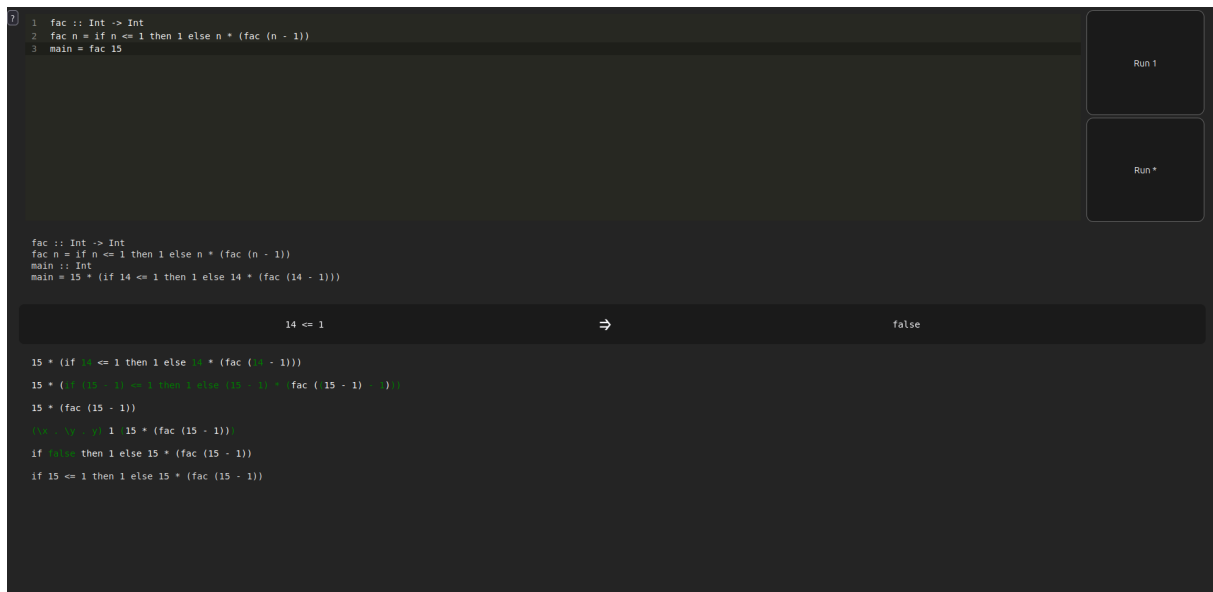 ?
1 fac :: Int -> Int
2 fac n = if n <= 1 then 1 else n * (fac (n - 1))
3 main = fac 15
Run 1
Run *
fac :: Int -> Int
fac n = if n <= 1 then 1 else n * (fac (n - 1))
main :: Int
main = 15 * (if 14 <= 1 then 1 else 14 * (fac (14 - 1)))
14 <= 1 ⇒ false
15 * (if 14 <= 1 then 1 else 14 * (fac (14 - 1)))
15 * (if (15 - 1) <= 1 then 1 else (15 - 1) * (fac ((15 - 1) - 1)))
15 * (fac (15 - 1))
(\x . \y . y) 1 (15 * (fac (15 - 1)))
if false then 1 else 15 * (fac (15 - 1))
if 15 <= 1 then 1 else 15 * (fac (15 - 1))